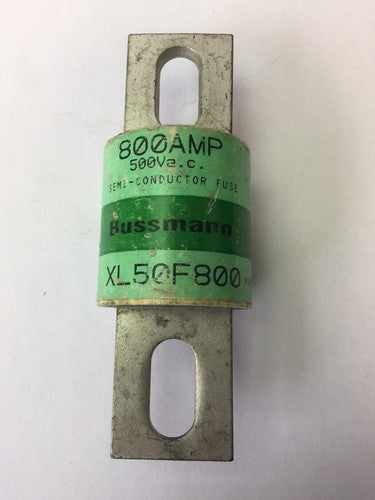 800AMP
500Va.c.
SEMI-CONDUCTOR FUSE
Bussmann
XL50F800